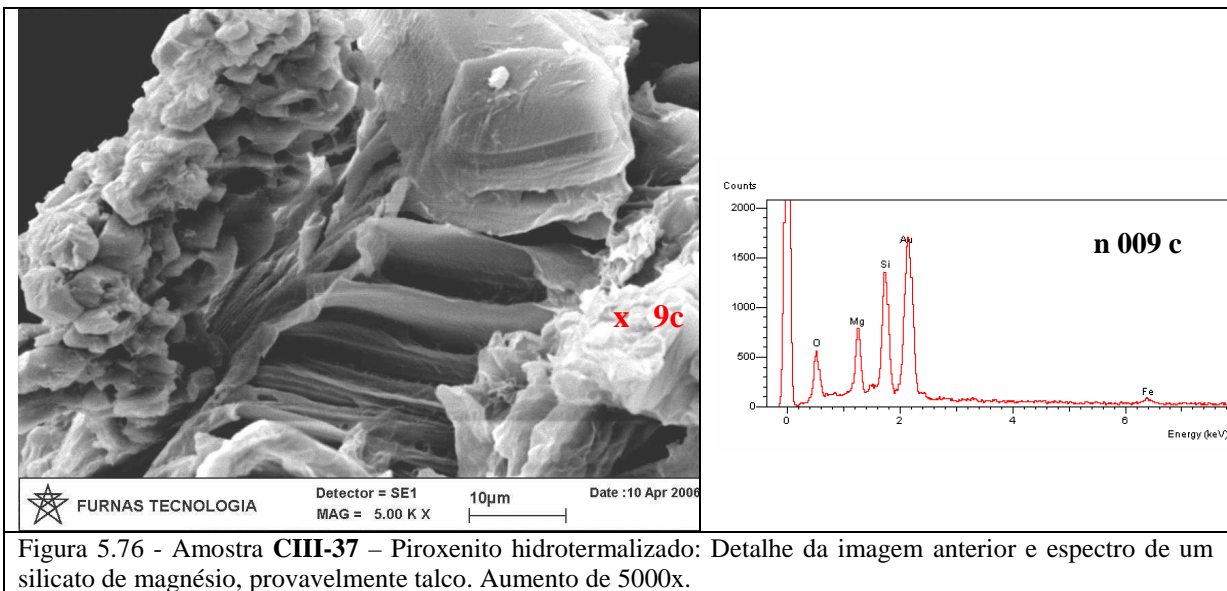 x 9c
FURNAS TECNOLOGIA
Detector = SE1
MAG = 5.00 K X
10µm
Date :10 Apr 2006
Counts
2000
1500
1000
500
0
n 009 c
O
Mg
Si
Au
Fe
0
2
4
6
Energy (keV)
Figura 5.76 - Amostra CIII-37 – Piroxenito hidrotermalizado: Detalhe da imagem anterior e espectro de um
silicato de magnésio, provavelmente talco. Aumento de 5000x.